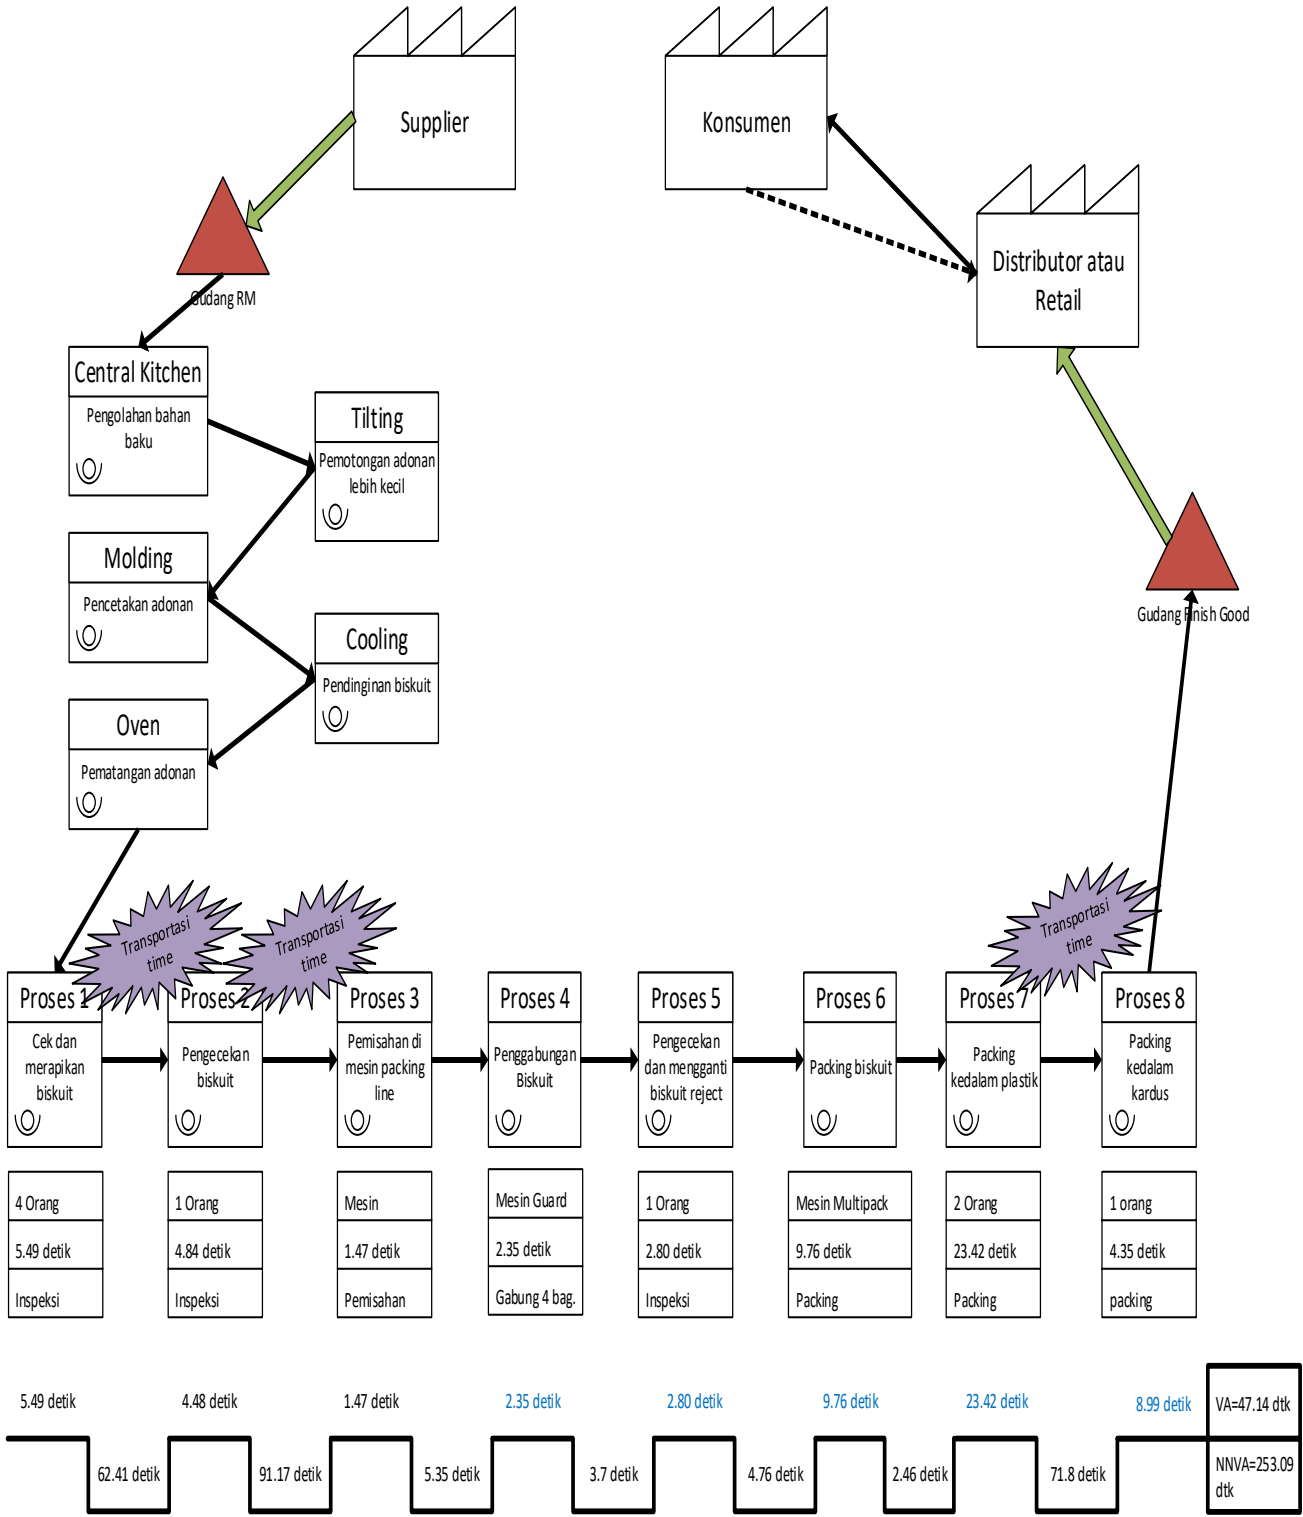 Supplier
Konsumen
Distributor atau
Retail
Gudang RM
Central Kitchen
Pengolahan bahan
baku
Tilting
Pemotongan adonan
lebih kecil
Molding
Pencetakan adonan
Cooling
Pendinginan biskuit
Oven
Pematangan adonan
Gudang Finish Good
Transportasi
time
Transportasi
time
Transportasi
time
Proses 1
Cek dan
merapikan
biskuit
Proses 2
Pengecekan
biskuit
Proses 3
Pemisahan di
mesin packing
line
Proses 4
Penggabungan
Biskuit
Proses 5
Pengecekan
dan mengganti
biskuit reject
Proses 6
Packing biskuit
Proses 7
Packing
kedalam plastik
Proses 8
Packing
kedalam
kardus
4 Orang
5.49 detik
Inspeksi
1 Orang
4.84 detik
Inspeksi
Mesin
1.47 detik
Pemisahan
Mesin Guard
2.35 detik
Gabung 4 bag.
1 Orang
2.80 detik
Inspeksi
Mesin Multipack
9.76 detik
Packing
2 Orang
23.42 detik
Packing
1 orang
4.35 detik
packing
5.49 detik
4.48 detik
1.47 detik
2.35 detik
2.80 detik
9.76 detik
23.42 detik
8.99 detik
VA=47.14 dtk
62.41 detik
91.17 detik
5.35 detik
3.7 detik
4.76 detik
2.46 detik
71.8 detik
NNVA=253.09
dtk